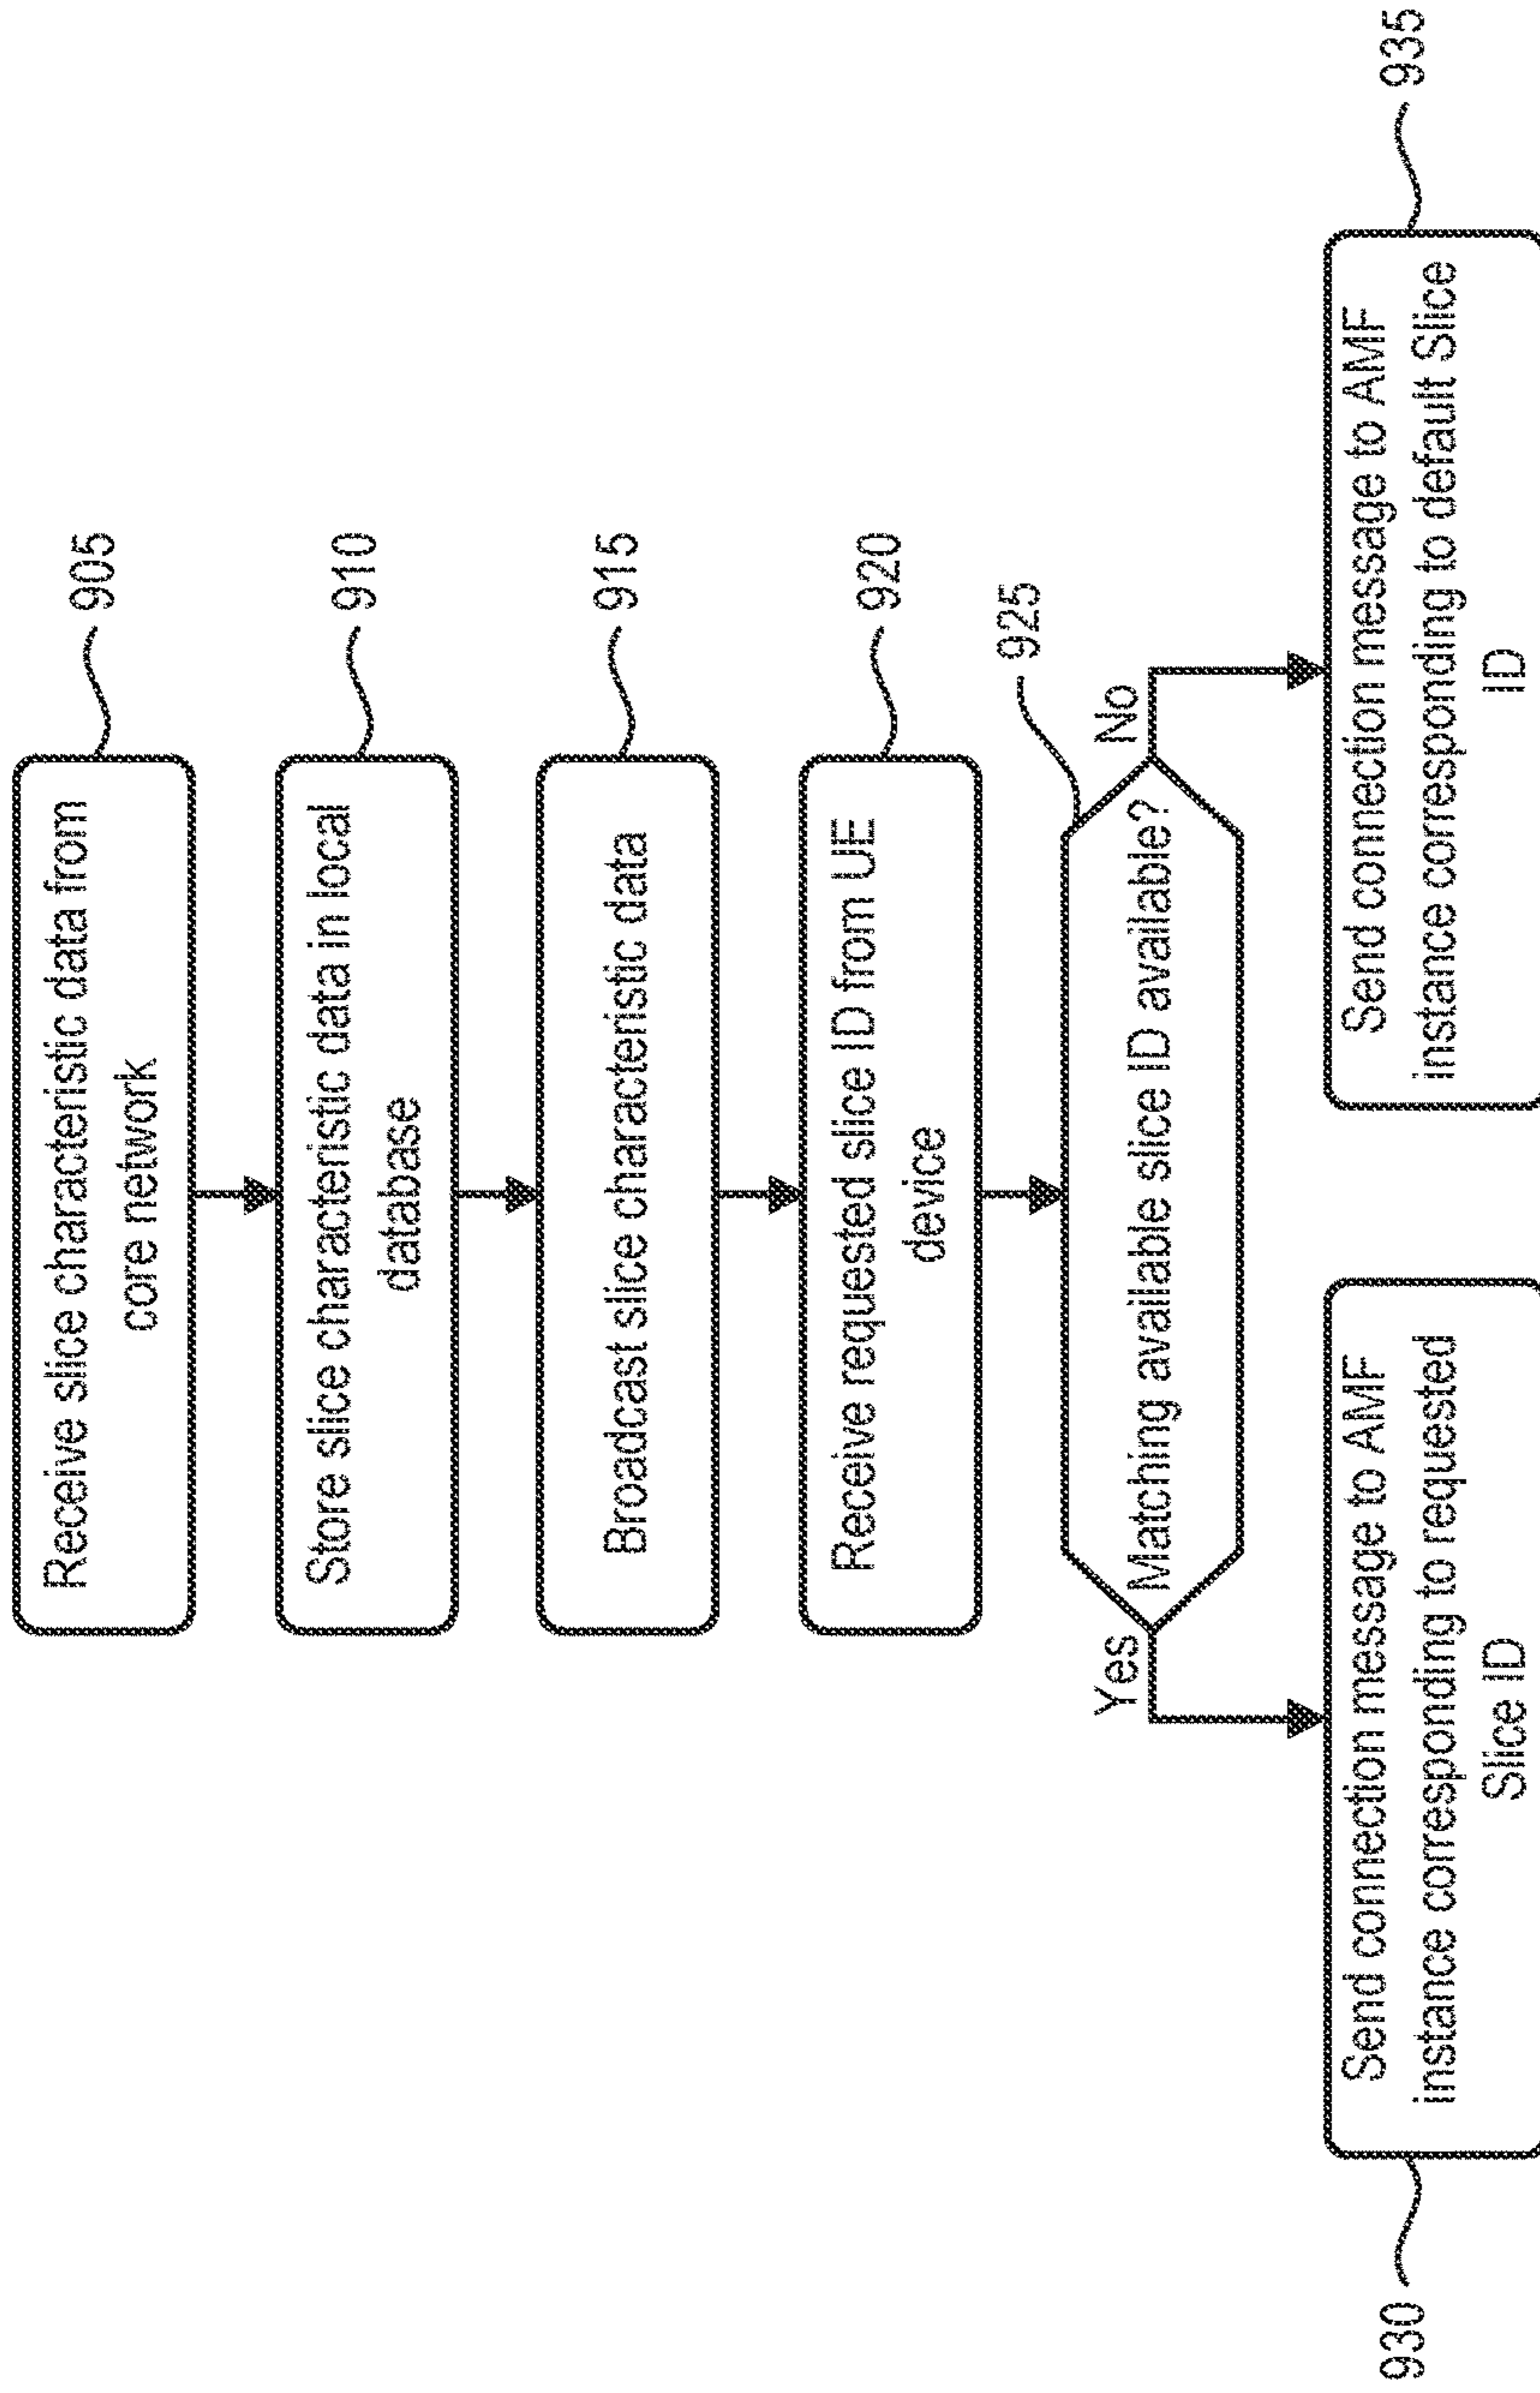 Receive slice characteristic data from
core network
905
Store slice characteristic data in local
database
910
Broadcast slice characteristic data
915
Receive requested slice ID from UE
device
920
Matching available slice ID available?
925
Yes
No
Send connection message to AMF
instance corresponding to requested
Slice ID
930
Send connection message to AMF
instance corresponding to default Slice
ID
935